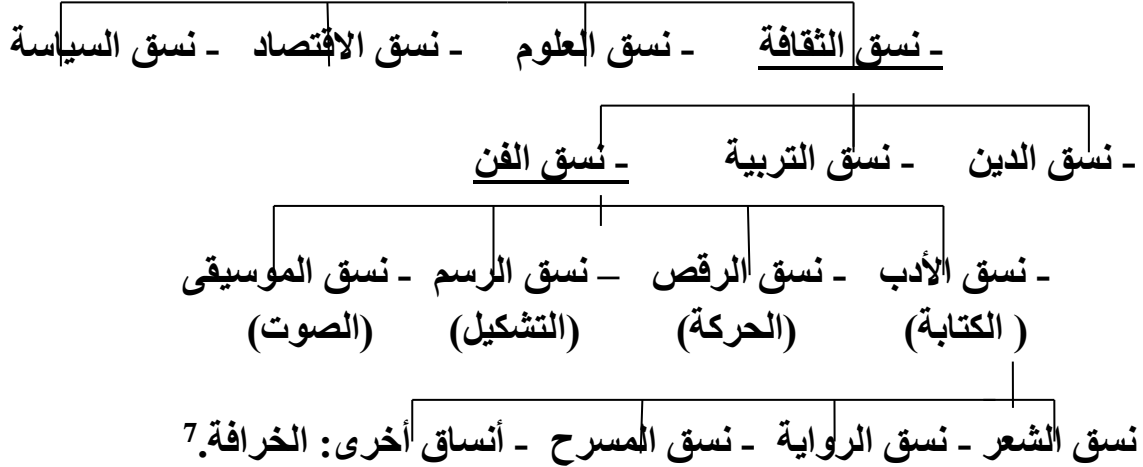 ـ نسق الثقافة ـ نسق العلوم ـ نسق الاقتصاد ـ نسق السياسة
ـ نسق الدين ـ نسق التربية ـ نسق الفن
ـ نسق الأدب ـ نسق الرقص – نسق الرسم ـ نسق الموسيقى
( الكتابة) (الحركة) (التشكيل) (الصوت)
نسق الشعر ـ نسق الرواية ـ نسق المسرح ـ أنساق أخرى: الخرافة.7